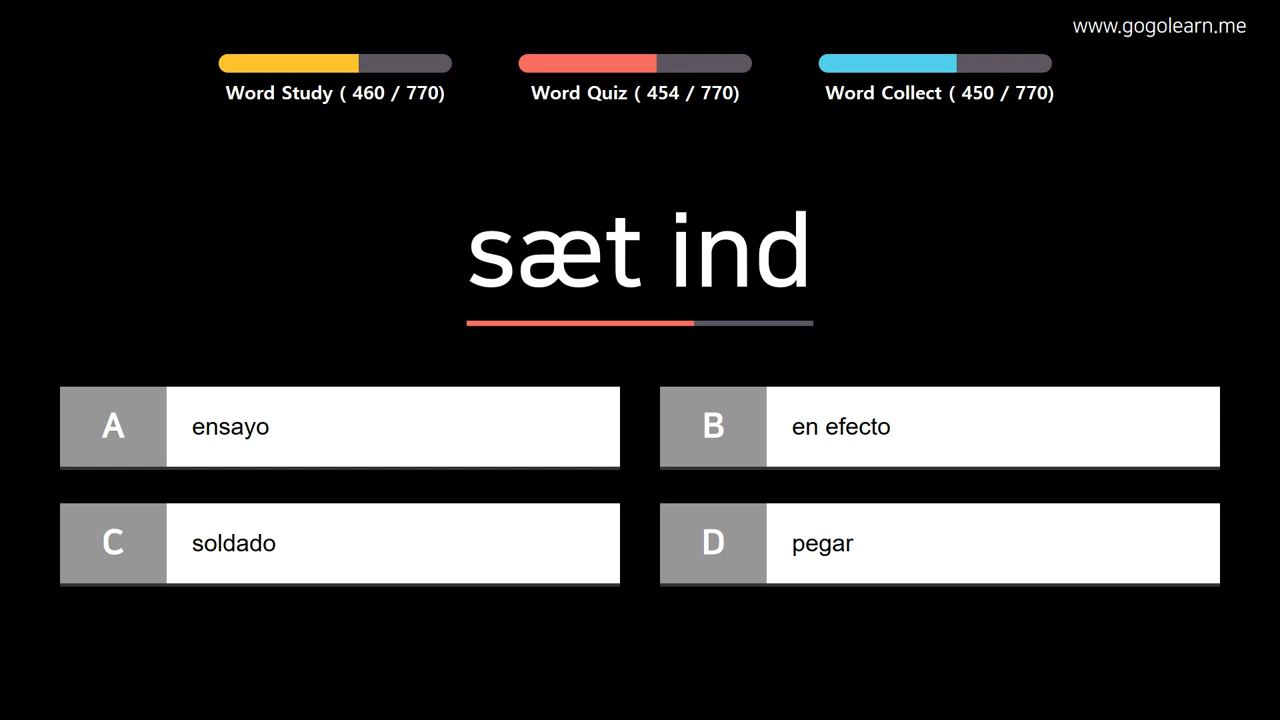 www.gogolearn.me
Word Study ( 460 / 770)
Word Quiz ( 454 / 770)
Word Collect ( 450 / 770)
sæt ind
A ensayo
B en efecto
C soldado
D pegar